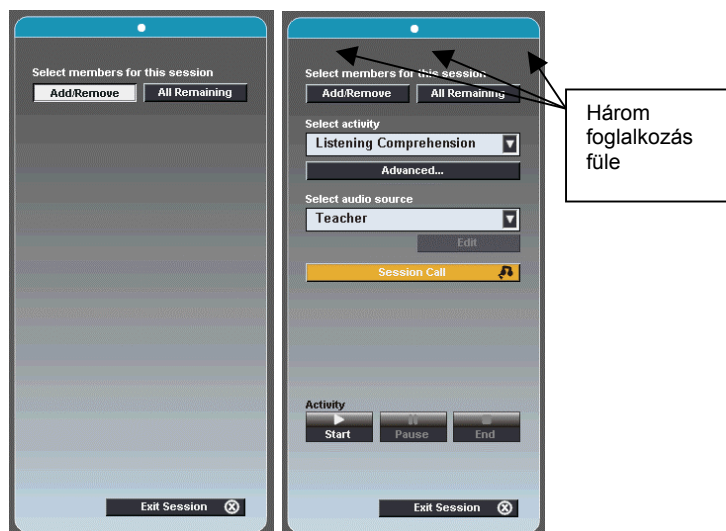 Select members for this session
Add/Remove All Remaining
Exit Session
Select members for this session
Add/Remove All Remaining
Select activity
Listening Comprehension
Advanced...
Select audio source
Teacher
Edit
Session Call
Activity
Start Pause End
Exit Session
Három
foglalkozás
füle